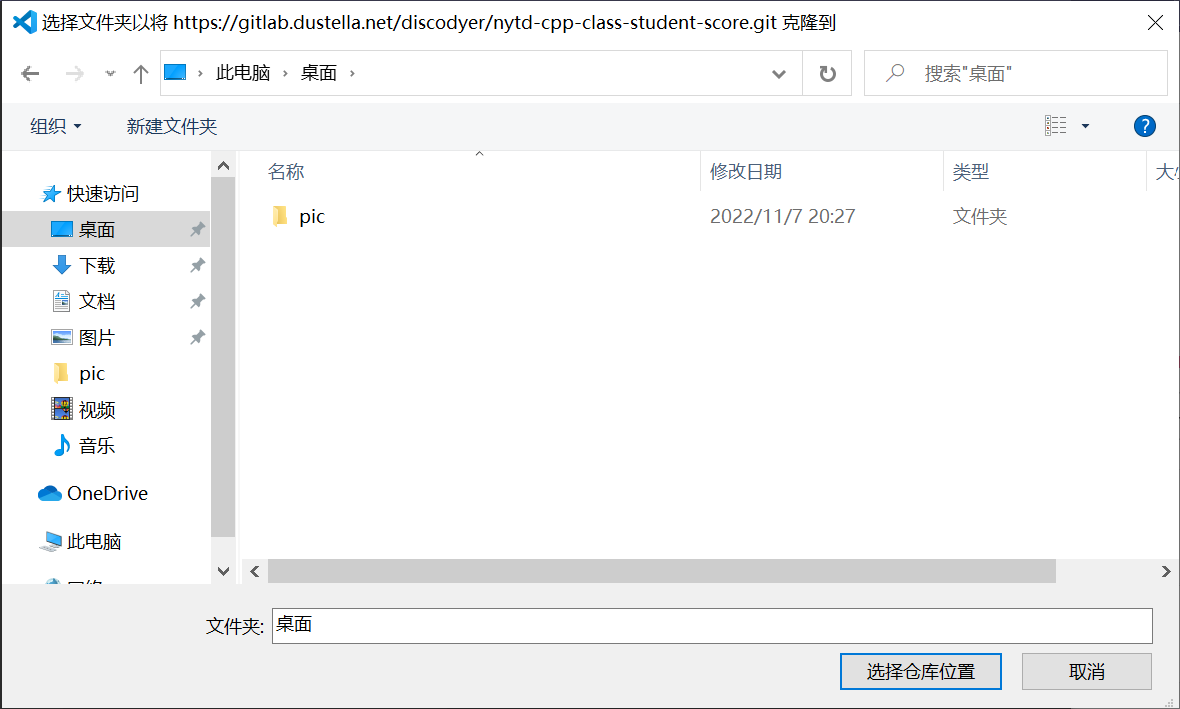 选择文件夹以将 https://gitlab.dustella.net/discodyer/nytd-cpp-class-student-score.git 克隆到
此电脑 › 桌面 ›
搜索"桌面"
组织
新建文件夹
名称
修改日期
类型
pic
2022/11/7 20:27
文件夹
快速访问
桌面
下载
文档
图片
pic
视频
音乐
OneDrive
此电脑
文件夹:
桌面
选择仓库位置
取消